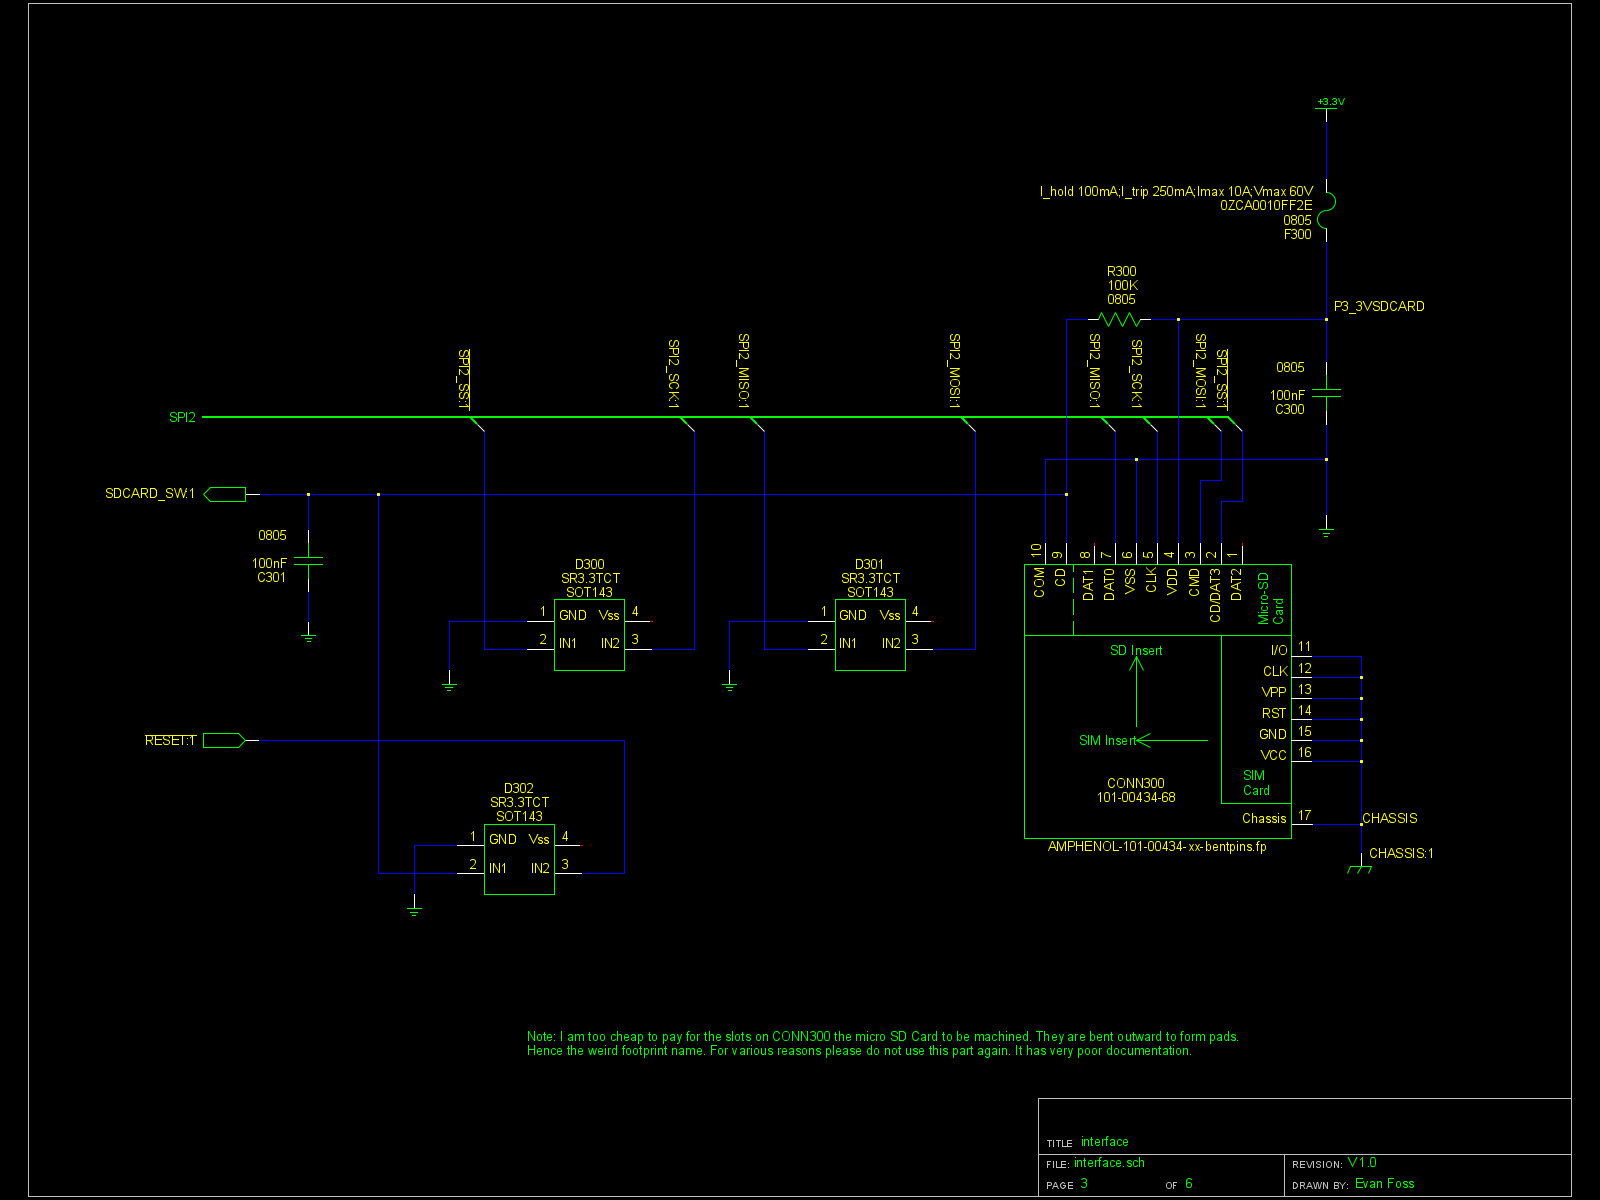 +3.3V
I_hold 100mA;I_trip 250mA;Imax 10A;Vmax 60V
0ZCA0010FF2E
0805
F300
R300
100K
0805
P3_3VSDCARD
SPI2_SS:1
SPI2_SCK:1
SPI2_MISO:1
SPI2_MOSI:1
SPI2_MISO:1
SPI2_SCK:1
SPI2_MOSI:1
SPI2_SS:1
0805
100nF
C300
SPI2
SDCARD_SW:1
0805
100nF
C301
D300
SR3.3TCT
SOT143
1 GND Vss 4
2 IN1 IN2 3
D301
SR3.3TCT
SOT143
1 GND Vss 4
2 IN1 IN2 3
10 9 8 7 6 5 4 3 2 1
COM CD DAT1 DAT0 VSS CLK VDD CMD CD/DAT3 DAT2
Micro-SD
Card
SD Insert
SIM Insert
I/O 11
CLK 12
VPP 13
RST 14
GND 15
VCC 16
SIM
Card
CONN300
101-00434-68
Chassis 17
CHASSIS
AMPHENOL-101-00434-xx-bentpins.fp
CHASSIS:1
RESET:1
D302
SR3.3TCT
SOT143
1 GND Vss 4
2 IN1 IN2 3
Note: I am too cheap to pay for the slots on CONN300 the micro SD Card to be machined. They are bent outward to form pads.
Hence the weird footprint name. For various reasons please do not use this part again. It has very poor documentation.
TITLE interface
FILE: interface.sch
REVISION: V1.0
PAGE 3 OF 6
DRAWN BY: Evan Foss